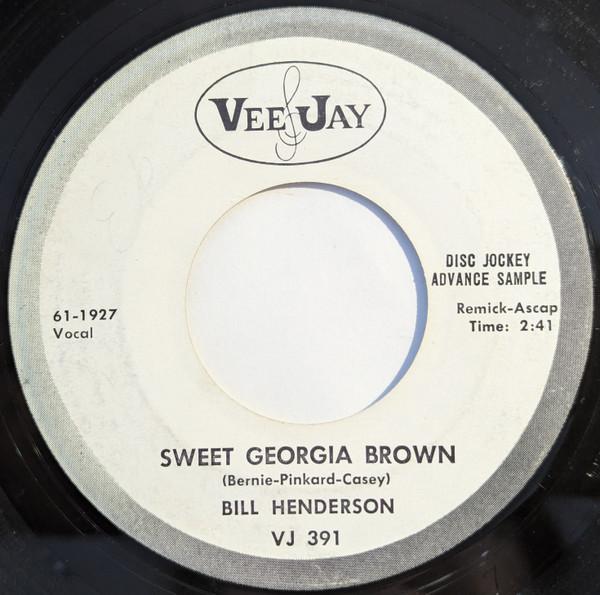 VEE JAY
DISC JOCKEY
ADVANCE SAMPLE
61-1927
Vocal
Remick-Ascap
Time: 2:41
SWEET GEORGIA BROWN
(Bernie-Pinkard-Casey)
BILL HENDERSON
VJ 391